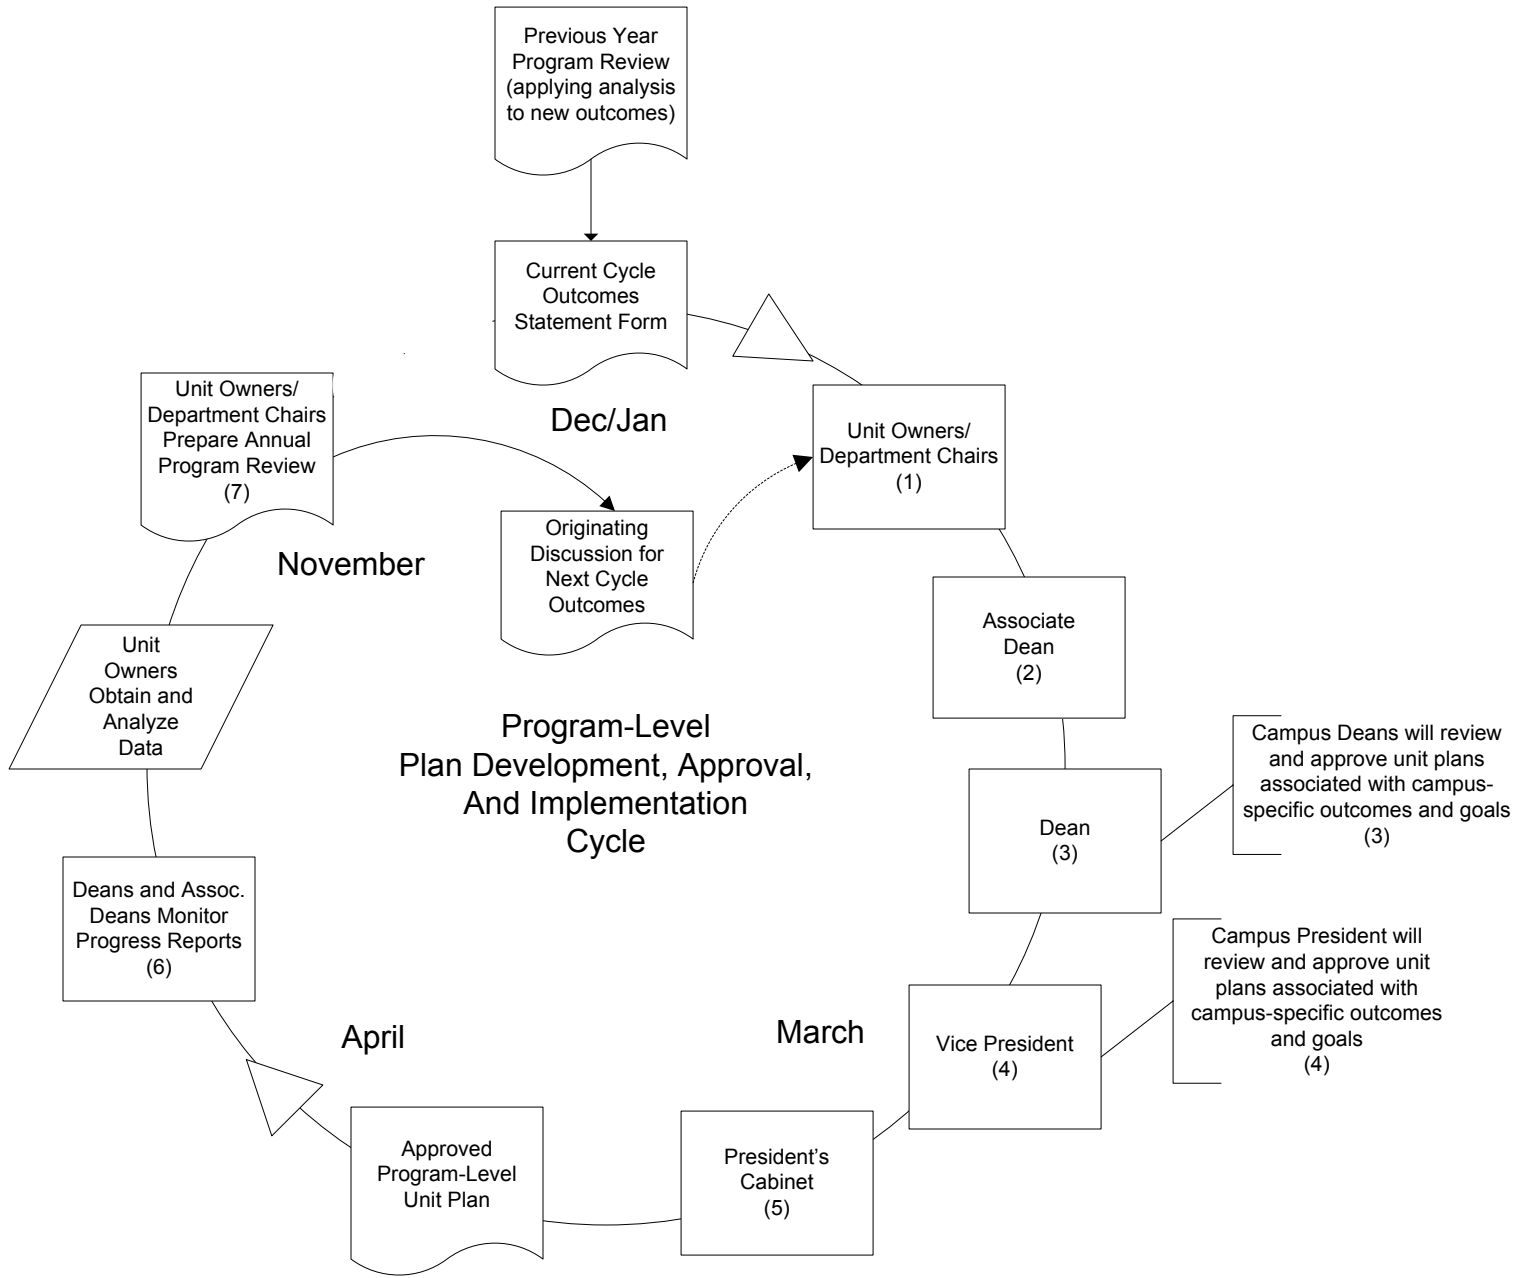 Previous Year
Program Review
(applying analysis
to new outcomes)
Current Cycle
Outcomes
Statement Form
Dec/Jan
Unit Owners/
Department Chairs
(1)
Associate
Dean
(2)
Dean
(3)
Campus Deans will review
and approve unit plans
associated with campus-
specific outcomes and goals
(3)
Vice President
(4)
Campus President will
review and approve unit
plans associated with
campus-specific outcomes
and goals
(4)
March
President’s
Cabinet
(5)
Approved
Program-Level
Unit Plan
April
Deans and Assoc.
Deans Monitor
Progress Reports
(6)
Unit
Owners
Obtain and
Analyze
Data
Unit Owners/
Department Chairs
Prepare Annual
Program Review
(7)
November
Originating
Discussion for
Next Cycle
Outcomes
Program-Level
Plan Development, Approval,
And Implementation
Cycle